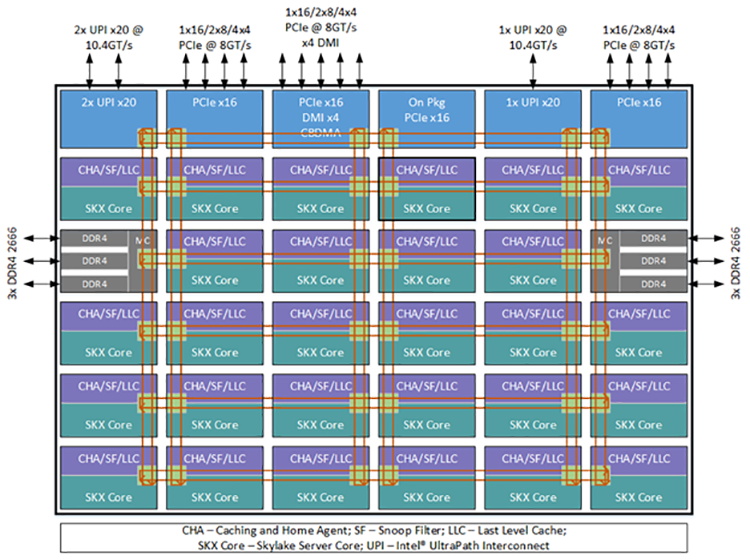 2x UPI x20 @
10.4GT/s
1x16/2x8/4x4
PCIe @ 8GT/s
1x16/2x8/4x4
PCIe @ 8GT/s
x4 DMI
1x UPI x20 @
10.4GT/s
1x16/2x8/4x4
PCIe @ 8GT/s
2x UPI x20
PCIe x16
PCIe x16
DMI x4
CBDMA
On Pkg
PCIe x16
1x UPI x20
PCIe x16
CHA/SF/LLC
CHA/SF/LLC
CHA/SF/LLC
CHA/SF/LLC
CHA/SF/LLC
CHA/SF/LLC
SKX Core
SKX Core
SKX Core
SKX Core
SKX Core
SKX Core
3x DDR4 2666
DDR4
DDR4
DDR4
MC
CHA/SF/LLC
CHA/SF/LLC
CHA/SF/LLC
CHA/SF/LLC
SKX Core
SKX Core
SKX Core
SKX Core
MC
DDR4
DDR4
DDR4
3x DDR4 2666
CHA/SF/LLC
CHA/SF/LLC
CHA/SF/LLC
CHA/SF/LLC
CHA/SF/LLC
CHA/SF/LLC
SKX Core
SKX Core
SKX Core
SKX Core
SKX Core
SKX Core
CHA/SF/LLC
CHA/SF/LLC
CHA/SF/LLC
CHA/SF/LLC
CHA/SF/LLC
CHA/SF/LLC
SKX Core
SKX Core
SKX Core
SKX Core
SKX Core
SKX Core
CHA/SF/LLC
CHA/SF/LLC
CHA/SF/LLC
CHA/SF/LLC
CHA/SF/LLC
CHA/SF/LLC
SKX Core
SKX Core
SKX Core
SKX Core
SKX Core
SKX Core
CHA – Caching and Home Agent; SF – Snoop Filter; LLC – Last Level Cache;
SKX Core – Skylake Server Core; UPI – Intel® UltraPath Interconnect